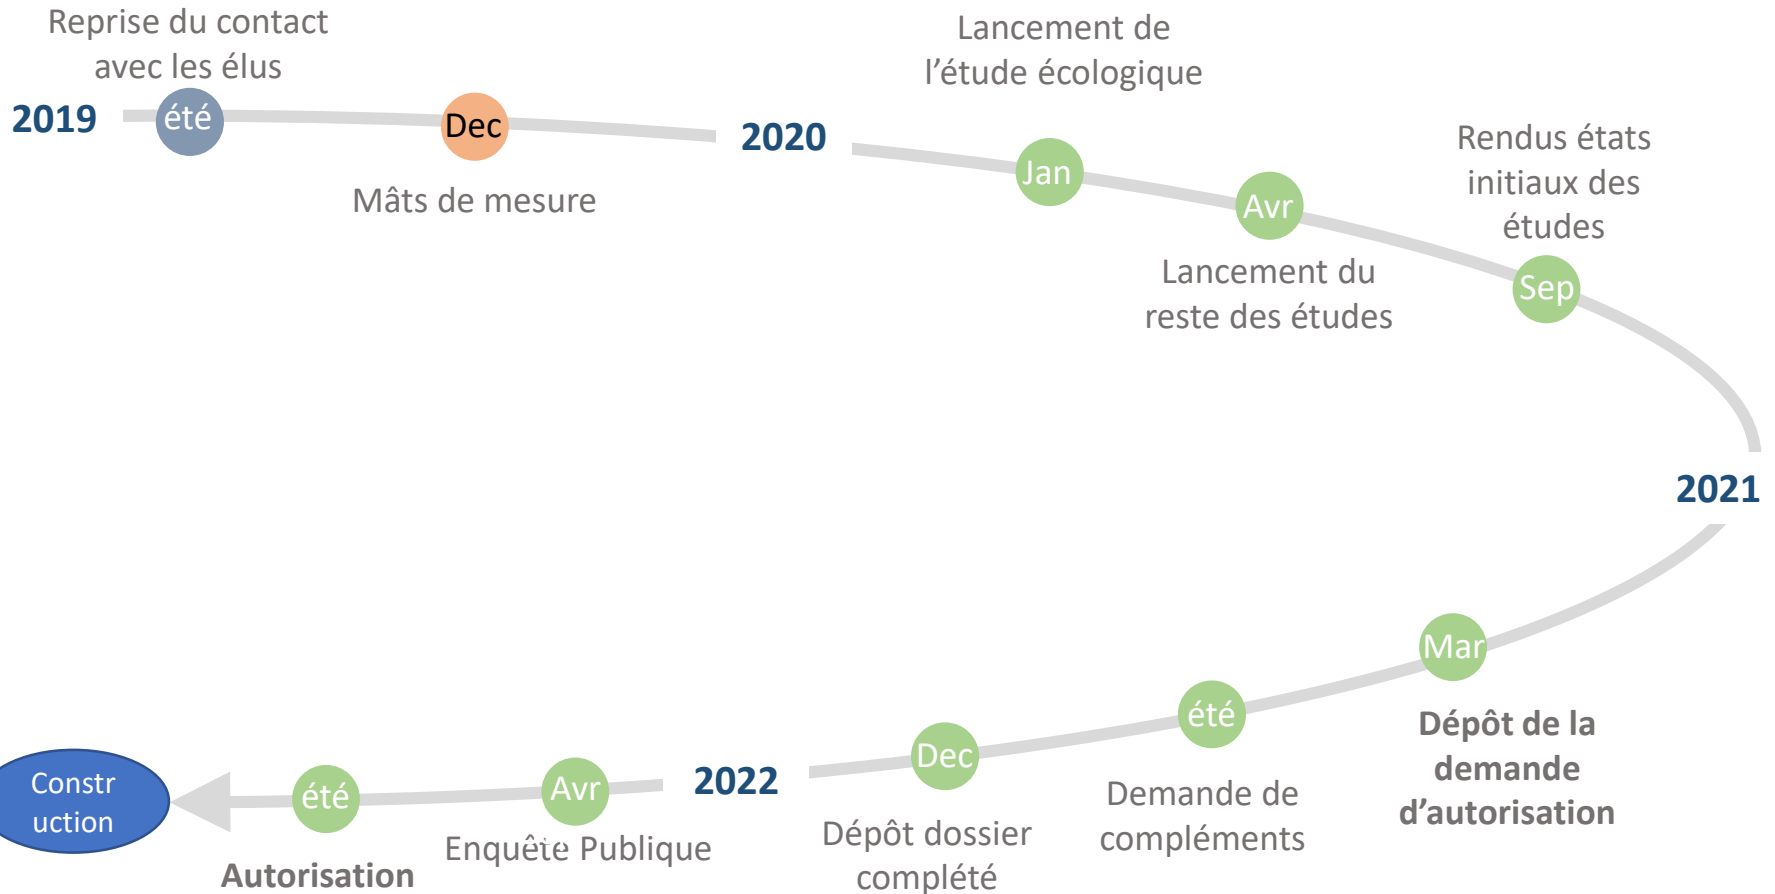 Reprise du contact
avec les élus
2019
été
Dec
Mâts de mesure
2020
Lancement de
l'étude écologique
Jan
Avr
Lancement du
reste des études
Rendus états
initiaux des
études
Sep
2021
Mar
Dépôt de la
demande
d'autorisation
été
Demande de
compléments
Dec
Dépôt dossier
complété
2022
Avr
Enquête Publique
été
Autorisation
Constr
uction